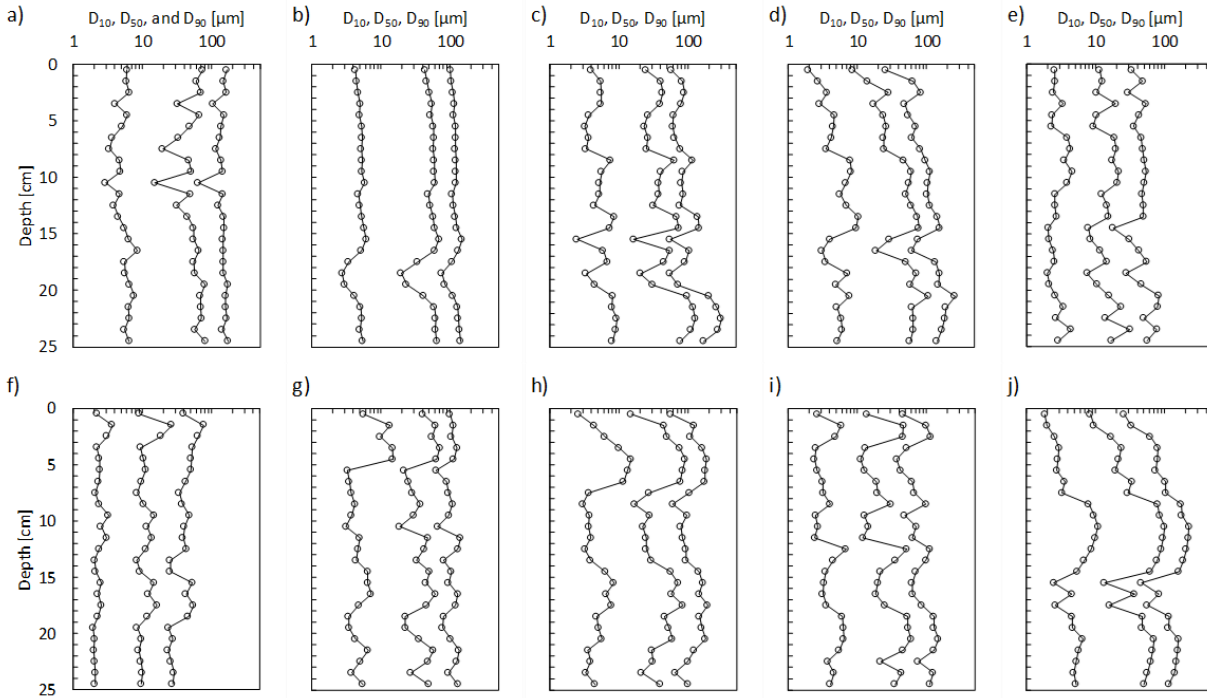 a) D10, D50, and D90 [µm]
b) D10, D50, D90 [µm]
c) D10, D50, D90 [µm]
d) D10, D50, D90 [µm]
e) D10, D50, D90 [µm]
1 10 100
1 10 100
1 10 100
1 10 100
1 10 100
0
5
10
15
20
25
Depth [cm]
f)
g)
h)
i)
j)
0
5
10
15
20
25
Depth [cm]